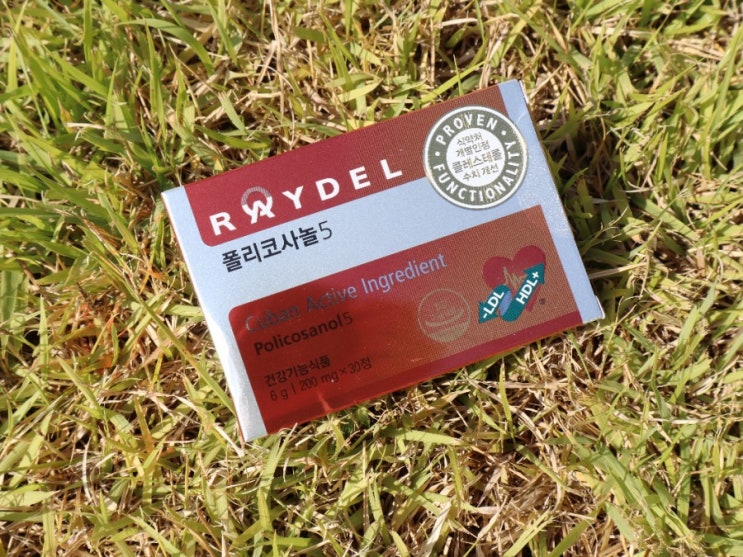 RAYDEL
폴리코사놀5
PROVEN
식약처
개별인정
콜레스테롤
수치 개선
FUNCTIONALITY
Cuban Active Ingredient
Policosanol5
-LDL
HDL+
®
건강기능식품
6 g | 200 mg × 30정